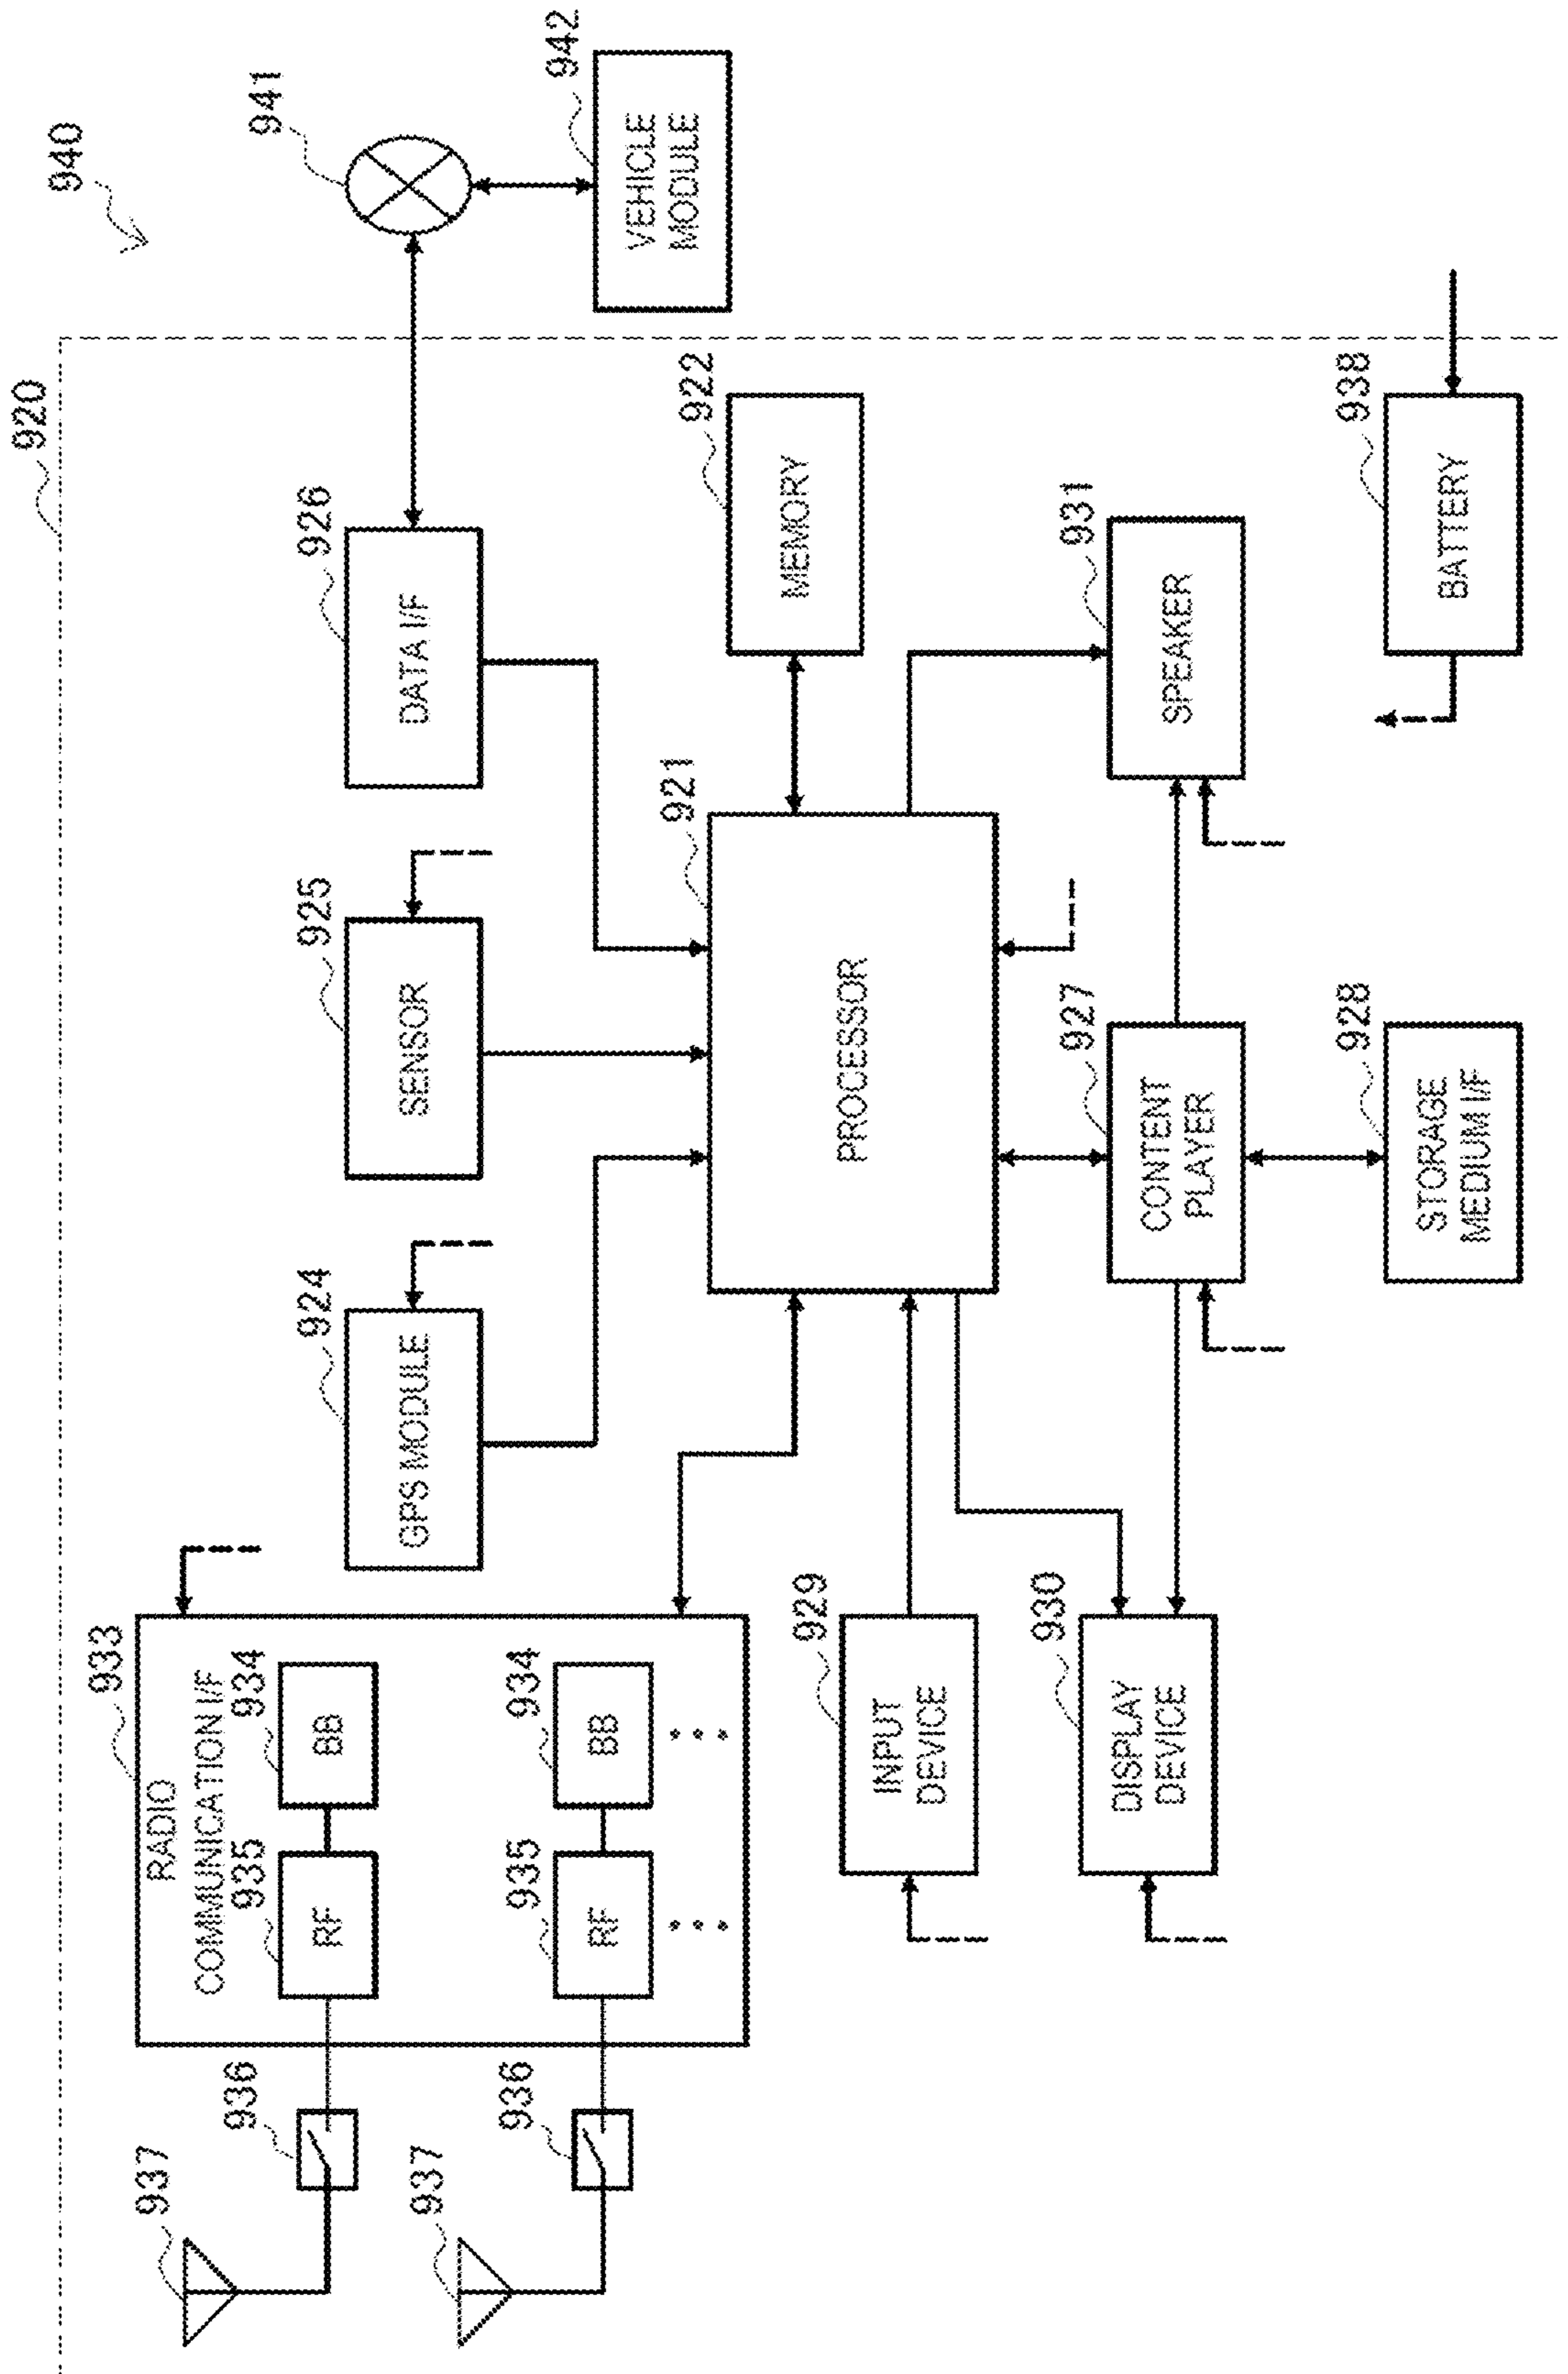 940
920
941
942
VEHICLE
MODULE
937
936
933
RADIO
COMMUNICATION I/F
935
RF
934
BB
924
GPS MODULE
925
SENSOR
926
DATA I/F
937
936
935
RF
934
BB
921
PROCESSOR
922
MEMORY
929
INPUT
DEVICE
930
DISPLAY
DEVICE
927
CONTENT
PLAYER
931
SPEAKER
928
STORAGE
MEDIUM I/F
938
BATTERY